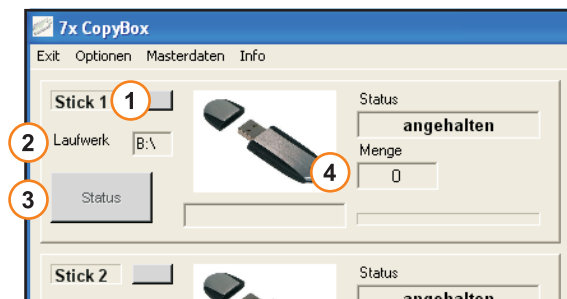 7x CopyBox
Exit Optionen Masterdaten Info
Stick 1
1
Status
angehalten
2
Laufwerk
B:\
Menge
4
0
3
Status
Stick 2
Status
angehalten